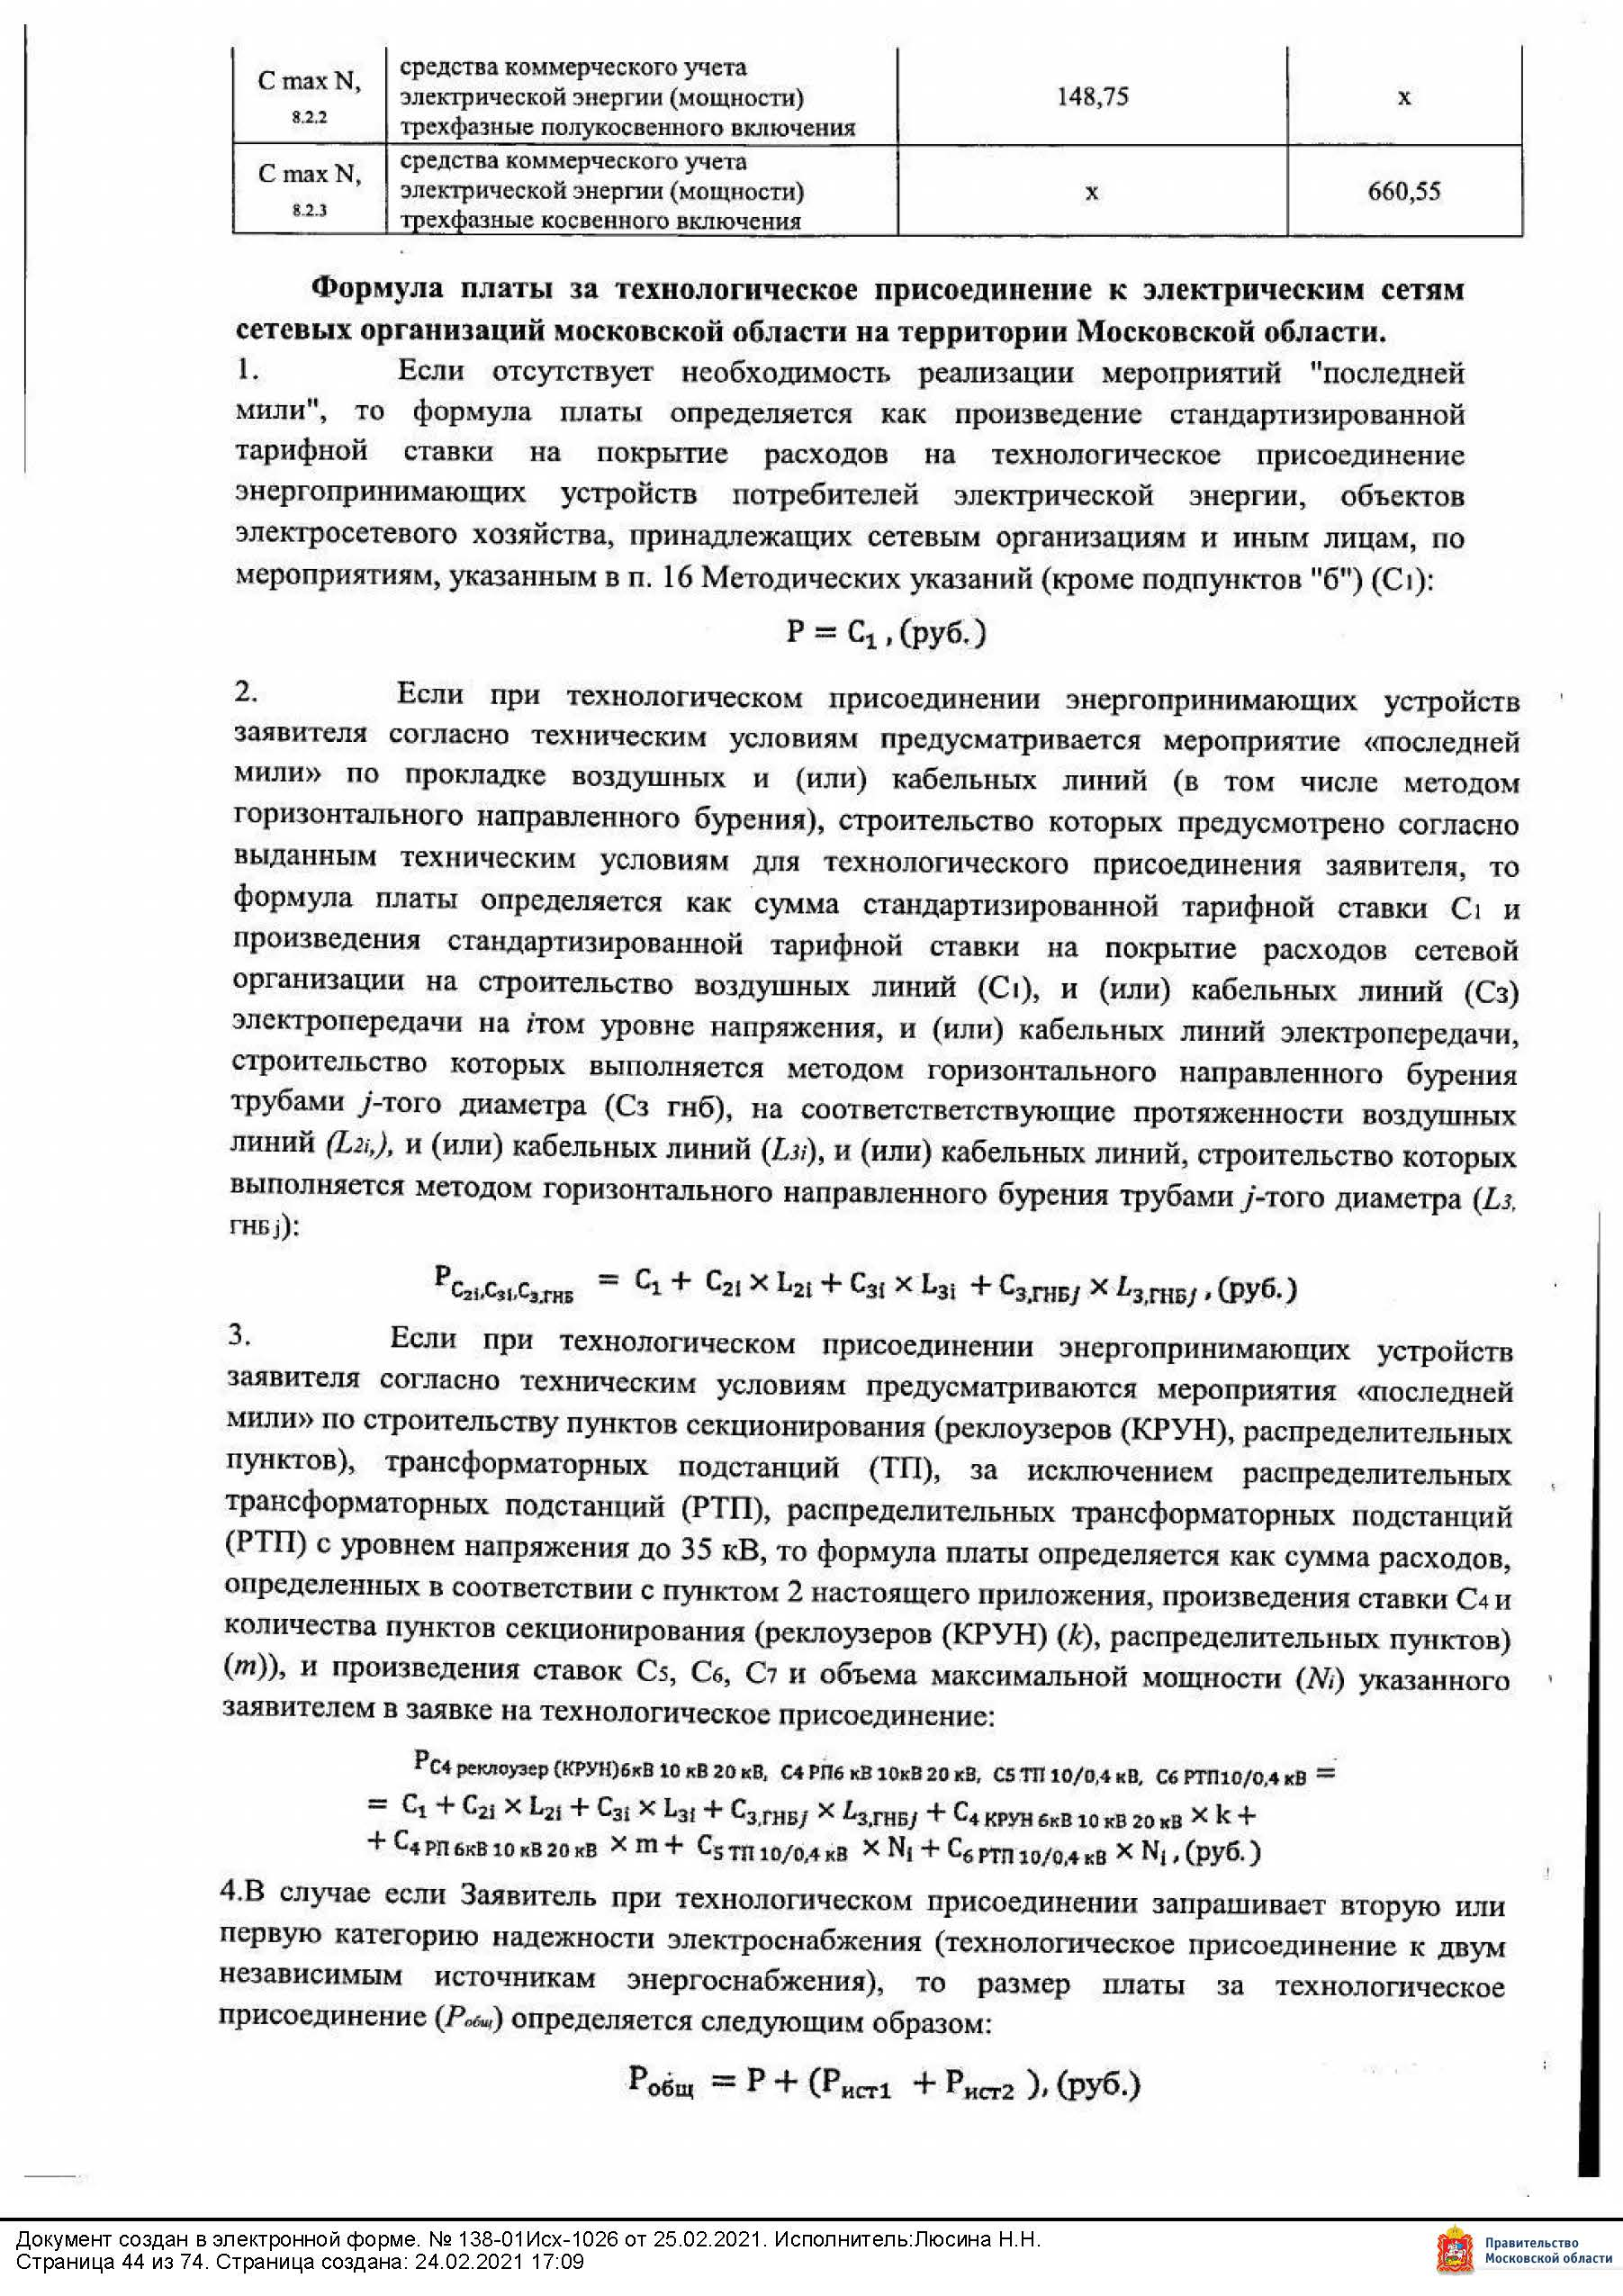 C max N,
8.2.2
средства коммерческого учета
электрической энергии (мощности)
трехфазные полукосвенного включения
148,75
x
C max N,
8.2.3
средства коммерческого учета
электрической энергии (мощности)
трехфазные косвенного включения
x
660,55
Формула платы за технологическое присоединение к электрическим сетям
сетевых организаций московской области на территории Московской области.
1. Если отсутствует необходимость реализации мероприятий "последней
мили", то формула платы определяется как произведение стандартизированной
тарифной ставки на покрытие расходов на технологическое присоединение
энергопринимающих устройств потребителей электрической энергии, объектов
электросетевого хозяйства, принадлежащих сетевым организациям и иным лицам, по
мероприятиям, указанным в п. 16 Методических указаний (кроме подпунктов "б") (С1):
P = C₁ , (руб.)
2. Если при технологическом присоединении энергопринимающих устройств
заявителя согласно техническим условиям предусматривается мероприятие «последней
мили» по прокладке воздушных и (или) кабельных линий (в том числе методом
горизонтального направленного бурения), строительство которых предусмотрено согласно
выданным техническим условиям для технологического присоединения заявителя, то
формула платы определяется как сумма стандартизированной тарифной ставки С1 и
произведения стандартизированной тарифной ставки на покрытие расходов сетевой
организации на строительство воздушных линий (С1), и (или) кабельных линий (С3)
электропередачи на iтом уровне напряжения, и (или) кабельных линий электропередачи,
строительство которых выполняется методом горизонтального направленного бурения
трубами j-того диаметра (С3 гнб), на соответстветствующие протяженности воздушных
линий (L2i,), и (или) кабельных линий (L3i), и (или) кабельных линий, строительство которых
выполняется методом горизонтального направленного бурения трубами j-того диаметра (L3,
ГНБ j):
P C2i,C3i,C3,ГНБ = C₁ + C2i × L2i + C3i × L3i + C3,ГНБj × L3,ГНБj , (руб.)
3. Если при технологическом присоединении энергопринимающих устройств
заявителя согласно техническим условиям предусматриваются мероприятия «последней
мили» по строительству пунктов секционирования (реклоузеров (КРУН), распределительных
пунктов), трансформаторных подстанций (ТП), за исключением распределительных
трансформаторных подстанций (РТП), распределительных трансформаторных подстанций
(РТП) с уровнем напряжения до 35 кВ, то формула платы определяется как сумма расходов,
определенных в соответствии с пунктом 2 настоящего приложения, произведения ставки С4 и
количества пунктов секционирования (реклоузеров (КРУН) (k), распределительных пунктов)
(m)), и произведения ставок С5, С6, С7 и объема максимальной мощности (Ni) указанного
заявителем в заявке на технологическое присоединение:
P C4 реклоузер (КРУН)6кВ 10 кВ 20 кВ, C4 РП6 кВ 10кВ 20 кВ, C5 ТП 10/0,4 кВ, C6 РТП10/0,4 кВ =
= C₁ + C2i × L2i + C3i × L3i + C3,ГНБj × L3,ГНБj + C4 КРУН 6кВ 10 кВ 20 кВ × k +
+ C4 РП 6кВ 10 кВ 20 кВ × m + C5 ТП 10/0,4 кВ × Ni + C6 РТП 10/0,4 кВ × Ni , (руб.)
4.В случае если Заявитель при технологическом присоединении запрашивает вторую или
первую категорию надежности электроснабжения (технологическое присоединение к двум
независимым источникам энергоснабжения), то размер платы за технологическое
присоединение (Pобщ) определяется следующим образом:
Pобщ = P + (Pист1 + Pист2 ), (руб.)
Документ создан в электронной форме. № 138-01Исх-1026 от 25.02.2021. Исполнитель:Люсина Н.Н.
Страница 44 из 74. Страница создана: 24.02.2021 17:09
Правительство
Московской области